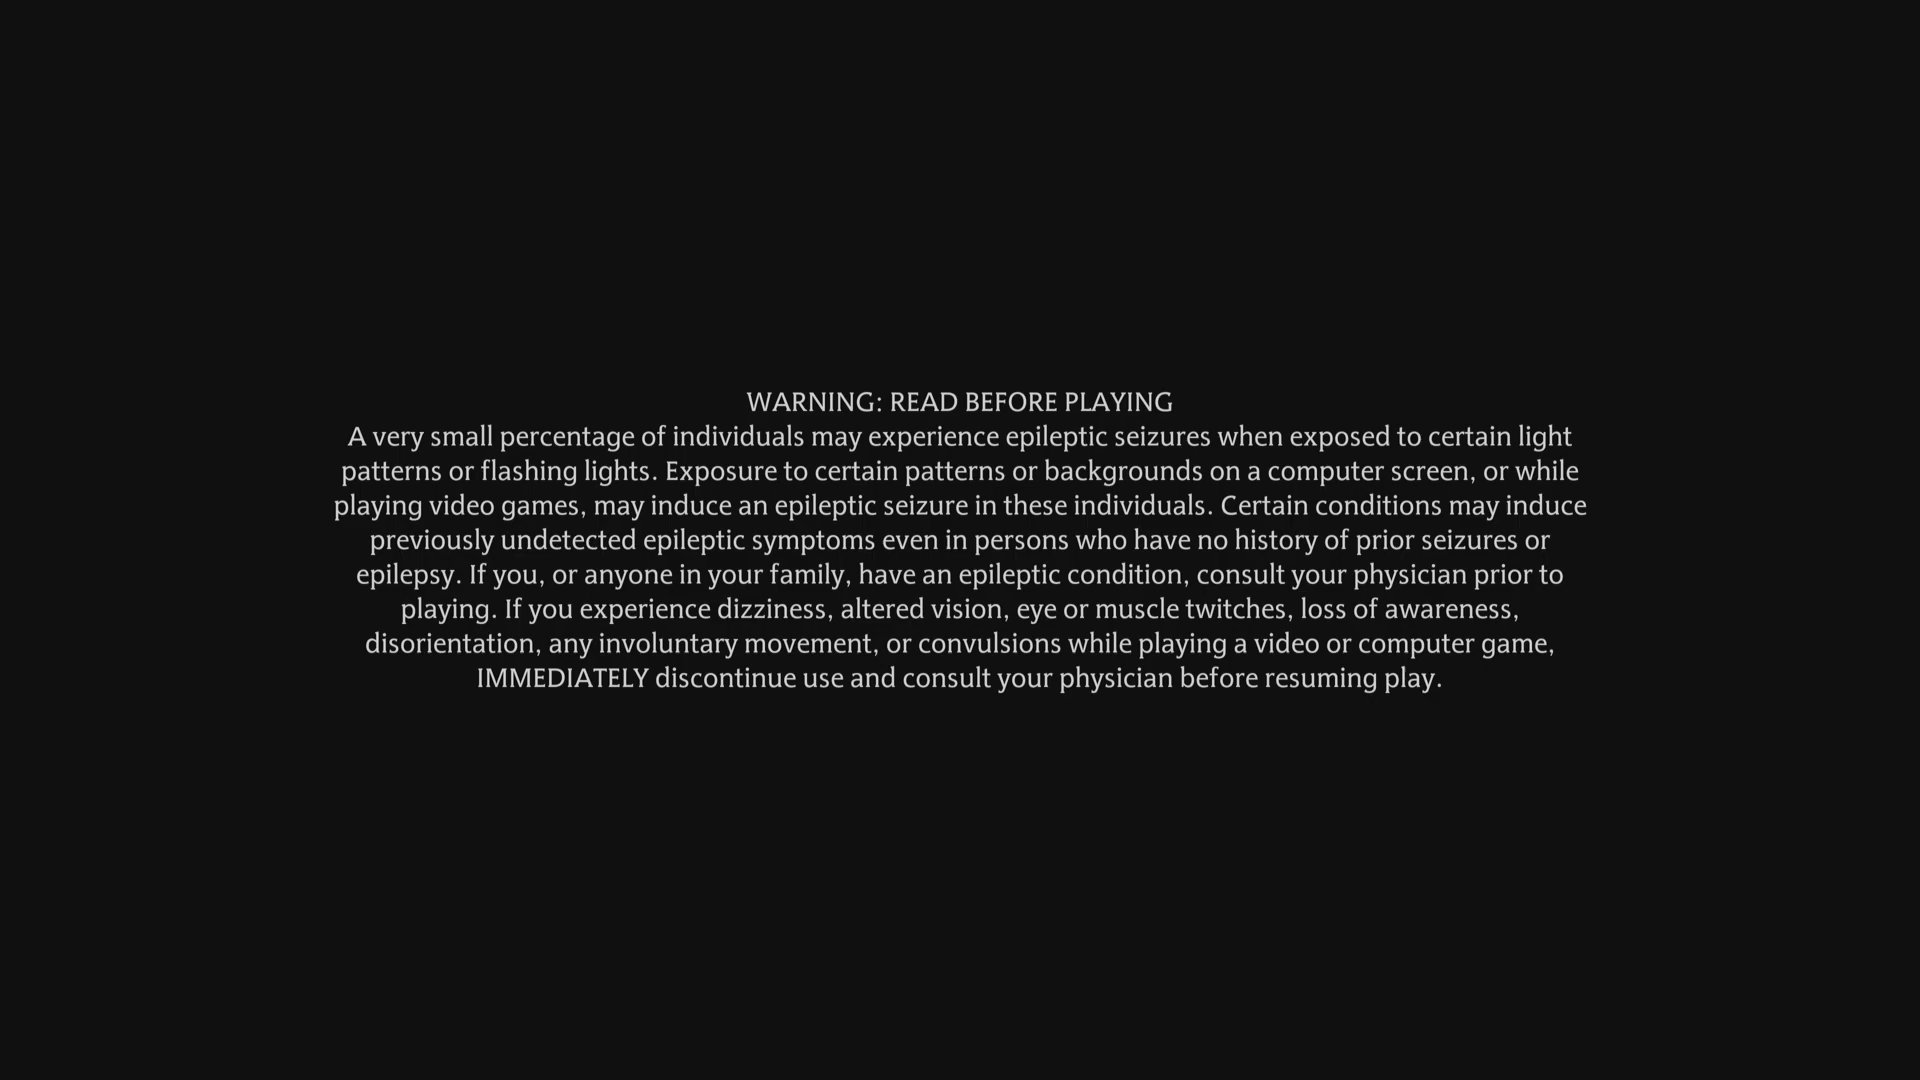 WARNING: READ BEFORE PLAYING
A very small percentage of individuals may experience epileptic seizures when exposed to certain light
patterns or flashing lights. Exposure to certain patterns or backgrounds on a computer screen, or while
playing video games, may induce an epileptic seizure in these individuals. Certain conditions may induce
previously undetected epileptic symptoms even in persons who have no history of prior seizures or
epilepsy. If you, or anyone in your family, have an epileptic condition, consult your physician prior to
playing. If you experience dizziness, altered vision, eye or muscle twitches, loss of awareness,
disorientation, any involuntary movement, or convulsions while playing a video or computer game,
IMMEDIATELY discontinue use and consult your physician before resuming play.